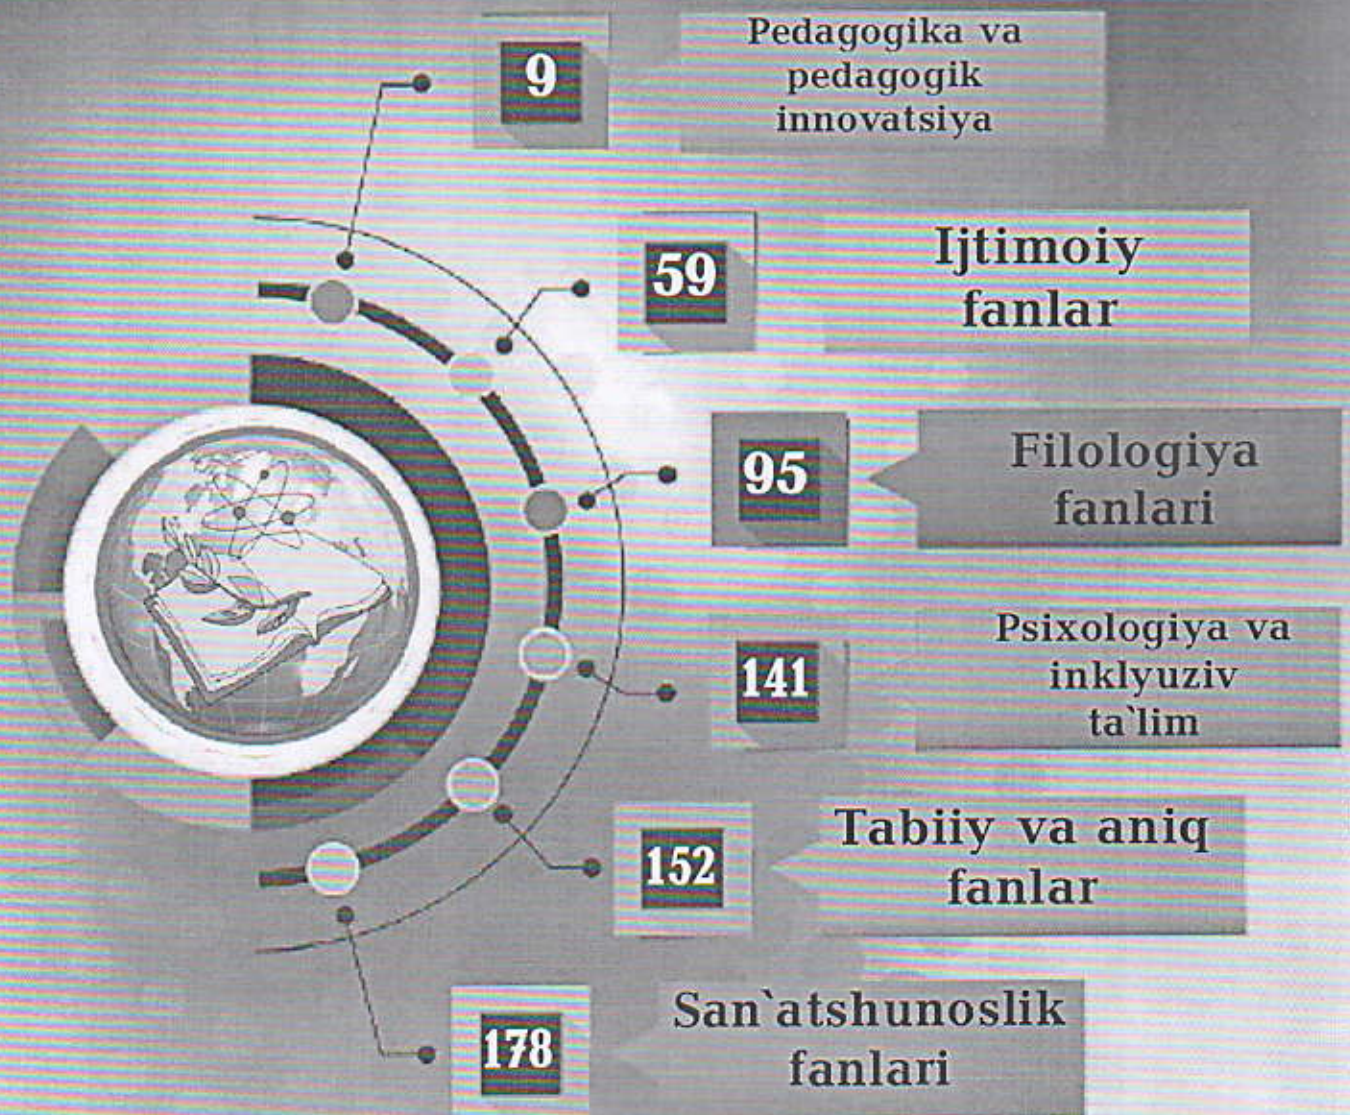 9
Pedagogika va
pedagogik
innovatsiya
59
Ijtimoiy
fanlar
95
Filologiya
fanlari
141
Psixologiya va
inklyuziv
ta`lim
152
Tabiiy va aniq
fanlar
178
San`atshunoslik
fanlari